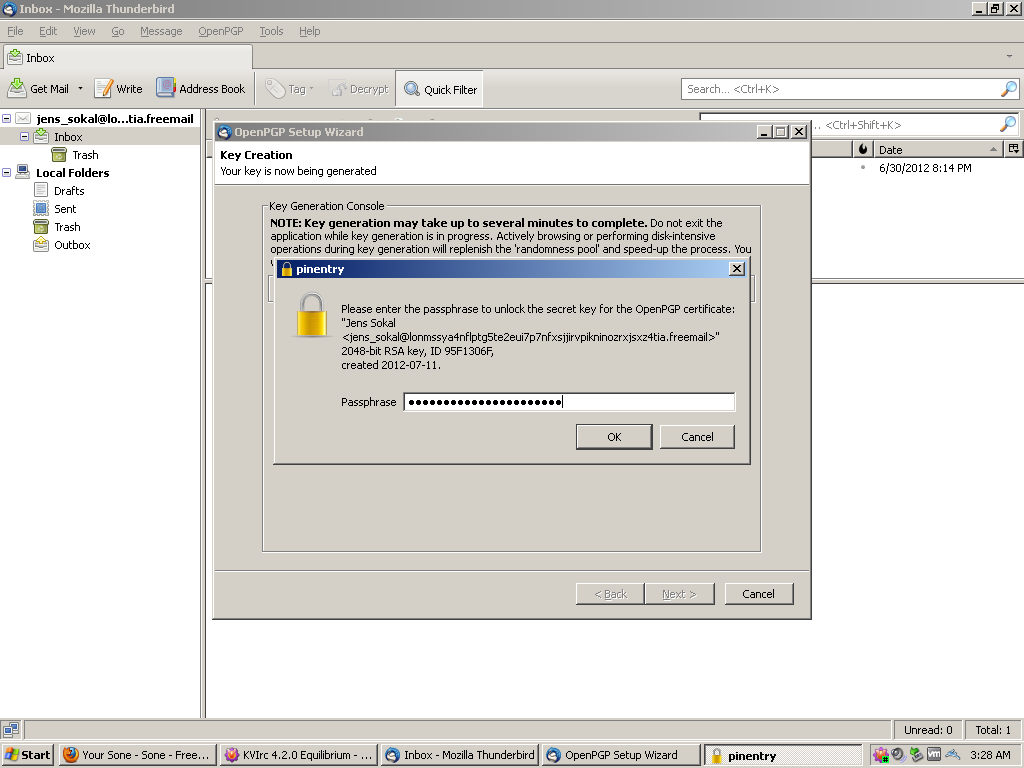 Inbox - Mozilla Thunderbird
File Edit View Go Message OpenPGP Tools Help
Inbox
Get Mail Write Address Book Tag Decrypt Quick Filter Search... <Ctrl+K>
jens_sokal@lo...tia.freemail
Inbox
Trash
Local Folders
Drafts
Sent
Trash
Outbox
... <Ctrl+Shift+K>
Date
6/30/2012 8:14 PM
OpenPGP Setup Wizard
Key Creation
Your key is now being generated
Key Generation Console
NOTE: Key generation may take up to several minutes to complete. Do not exit the
application while key generation is in progress. Actively browsing or performing disk-intensive
operations during key generation will replenish the 'randomness pool' and speed-up the process. You
pinentry
Please enter the passphrase to unlock the secret key for the OpenPGP certificate:
"Jens Sokal
<jens_sokal@lonmssya4nflptg5te2eui7p7nfxsjjirvpikninozrxjsxz4tia.freemail>"
2048-bit RSA key, ID 95F1306F,
created 2012-07-11.
Passphrase
OK Cancel
< Back Next > Cancel
Unread: 0 Total: 1
Start Your Sone - Sone - Free... KVIrc 4.2.0 Equilibrium - ... Inbox - Mozilla Thunderbird OpenPGP Setup Wizard pinentry 3:28 AM